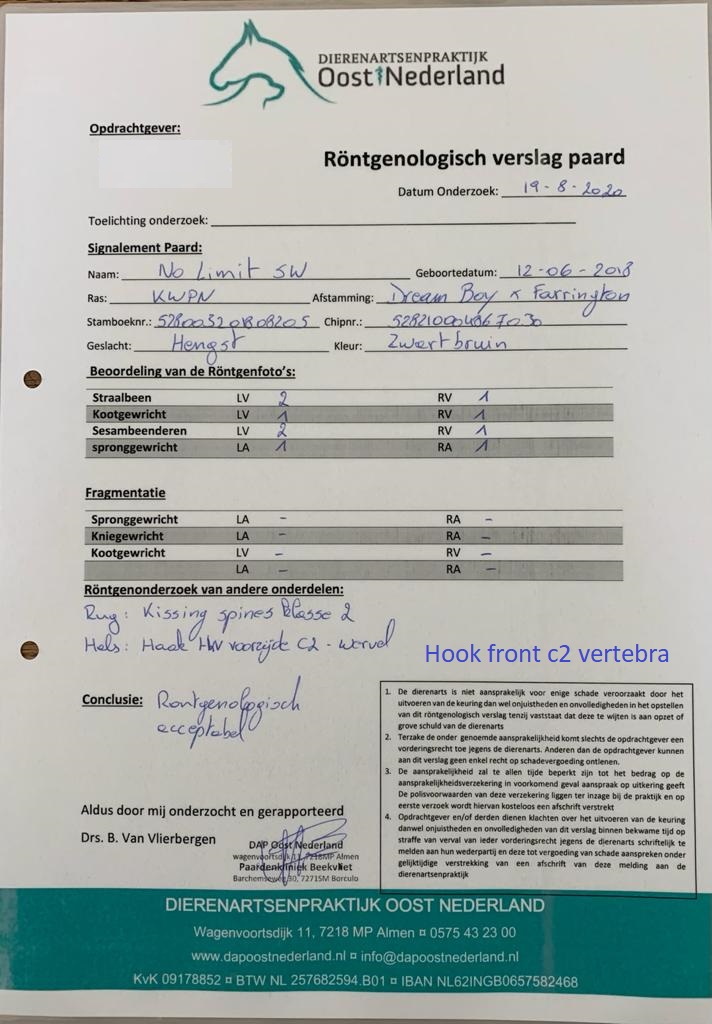 DIERENARTSENPRAKTIJK
Oost Nederland
Opdrachtgever:
Röntgenologisch verslag paard
Datum Onderzoek: 19-8-2020
Toelichting onderzoek:
Signalement Paard:
Naam: No Limit SW Geboortedatum: 12-06-2018
Ras: KWPN Afstamming: Dream Boy x Farrington
Stamboeknr.: 528003201808205 Chipnr.:
Geslacht: Hengst Kleur: Zwartbruin
Beoordeling van de Röntgenfoto's:
Straalbeen LV 2 RV 1
Kootgewricht LV 1 RV 1
Sesambeenderen LV 2 RV 1
spronggewricht LA 1 RA 1
Fragmentatie
Spronggewricht LA - RA -
Kniegewricht LA - RA -
Kootgewricht LV - RV -
LA - RA -
Röntgenonderzoek van andere onderdelen:
Rug: Kissing spines klasse 2
Hals: Haak voorzijde C2 - wervel
Hook front c2 vertebra
Conclusie: Röntgenologisch
acceptabel
1. De dierenarts is niet aansprakelijk voor enige schade veroorzaakt door het
uitvoeren van de keuring dan wel onjuistheden en onvolledigheden in het opstellen
van dit röntgenologisch verslag tenzij vaststaat dat deze te wijten is aan opzet of
grove schuld van de dierenarts
2. Terzake de onder genoemde aansprakelijkheid komt slechts de opdrachtgever een
vorderingsrecht toe jegens de dierenarts. Anderen dan de opdrachtgever kunnen
aan dit verslag geen enkel recht op schadevergoeding ontlenen.
3. De aansprakelijkheid zal te allen tijde beperkt zijn tot het bedrag op de
aansprakelijkheidsverzekering in voorkomend geval aanspraak op uitkering geeft
De polisvoorwaarden van deze verzekering liggen ter inzage bij de praktijk en op
eerste verzoek wordt hiervan kosteloos een afschrift verstrekt
4. Opdrachtgever en/of derden dienen klachten over het uitvoeren van de keuring
danwel onjuistheden en onvolledigheden van dit verslag binnen bekwame tijd op
straffe van verval van ieder vorderingsrecht jegens de dierenarts schriftelijk te
melden aan hun wederpartij en deze tot vergoeding van schade aanspreken onder
gelijktijdige verstrekking van een afschrift van deze melding aan de
dierenartsenpraktijk
Aldus door mij onderzocht en gerapporteerd
Drs. B. Van Vlierbergen
DAP Oost Nederland
wagenvoortsdijk 11, 7218MP Almen
Paardenkliniek Beekvliet
Barchemseweg 30, 7271SM Borculo
DIERENARTSENPRAKTIJK OOST NEDERLAND
Wagenvoortsdijk 11, 7218 MP Almen ¤ 0575 43 23 00
www.dapoostnederland.nl ¤ info@dapoostnederland.nl
KvK 09178852 ¤ BTW NL 257682594.B01 ¤ IBAN NL62INGB0657582468